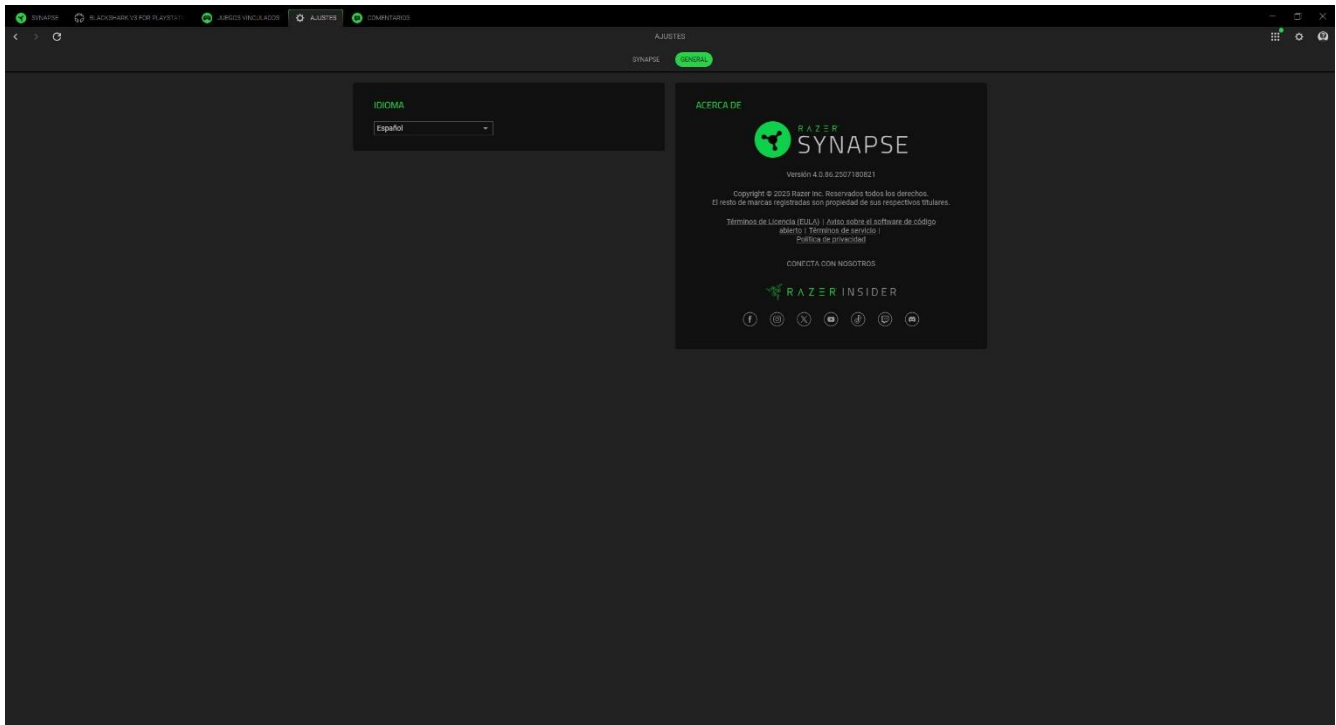 SYNAPSE
BLACKSHARK V3 FOR PLAYSTATI
JUEGOS VINCULADOS
AJUSTES
COMENTARIOS
AJUSTES
SYNAPSE
GENERAL
IDIOMA
Español
ACERCA DE
RAZER
SYNAPSE
Versión 4.0.86.2507180821
Copyright © 2025 Razer Inc. Reservados todos los derechos.
El resto de marcas registradas son propiedad de sus respectivos titulares.
Términos de Licencia (EULA) | Aviso sobre el software de código
abierto | Términos de servicio |
Política de privacidad
CONECTA CON NOSOTROS
RAZER INSIDER